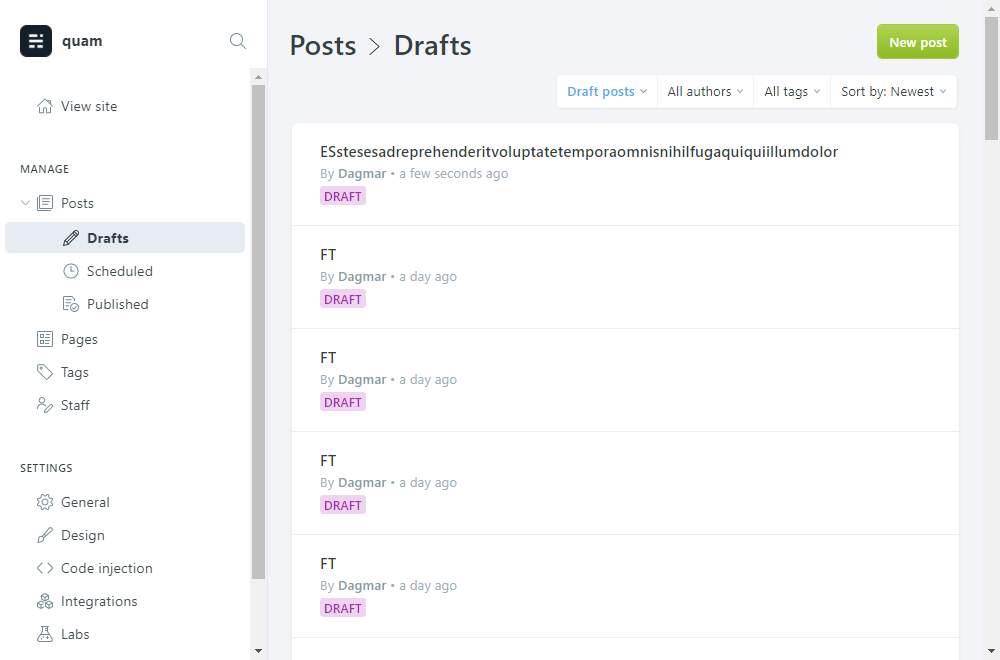 quam
View site
MANAGE
Posts
Drafts
Scheduled
Published
Pages
Tags
Staff
SETTINGS
General
Design
Code injection
Integrations
Labs
Posts > Drafts
New post
Draft posts
All authors
All tags
Sort by: Newest
ESstesesadreprehenderitvoluptatetemporaomnisnihilfugaquiquiillumdolor
By Dagmar • a few seconds ago
DRAFT
FT
By Dagmar • a day ago
DRAFT
FT
By Dagmar • a day ago
DRAFT
FT
By Dagmar • a day ago
DRAFT
FT
By Dagmar • a day ago
DRAFT